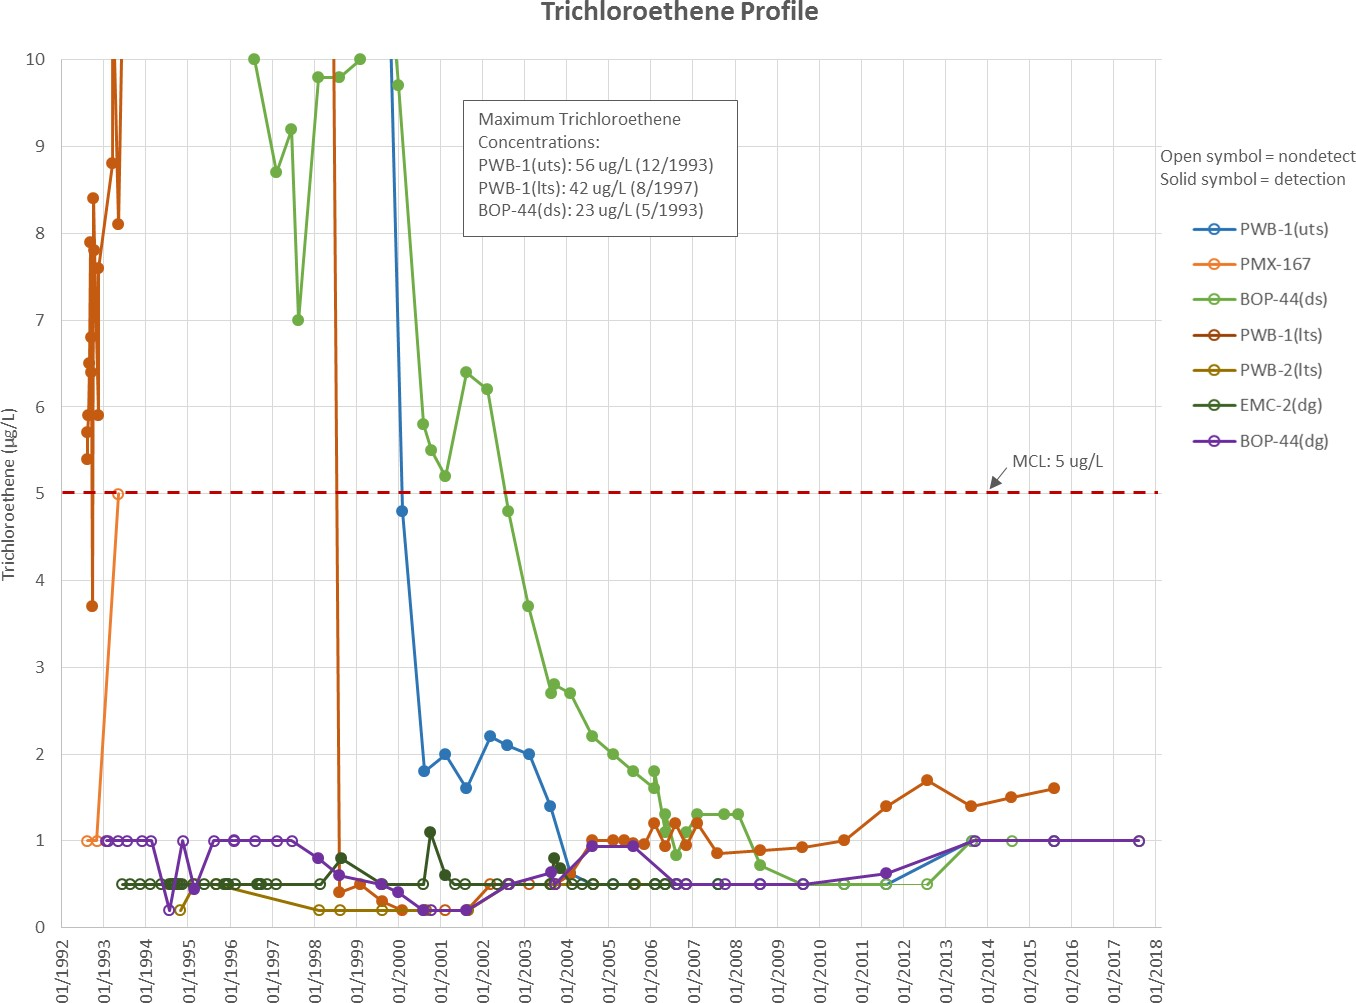 Trichloroethene Profile
10
9
8
7
6
5
4
3
2
1
0
Trichloroethene (µg/L)
Maximum Trichloroethene
Concentrations:
PWB-1(uts): 56 ug/L (12/1993)
PWB-1(lts): 42 ug/L (8/1997)
BOP-44(ds): 23 ug/L (5/1993)
MCL: 5 ug/L
Open symbol = nondetect
Solid symbol = detection
PWB-1(uts)
PMX-167
BOP-44(ds)
PWB-1(lts)
PWB-2(lts)
EMC-2(dg)
BOP-44(dg)
01/1992
01/1993
01/1994
01/1995
01/1996
01/1997
01/1998
01/1999
01/2000
01/2001
01/2002
01/2003
01/2004
01/2005
01/2006
01/2007
01/2008
01/2009
01/2010
01/2011
01/2012
01/2013
01/2014
01/2015
01/2016
01/2017
01/2018